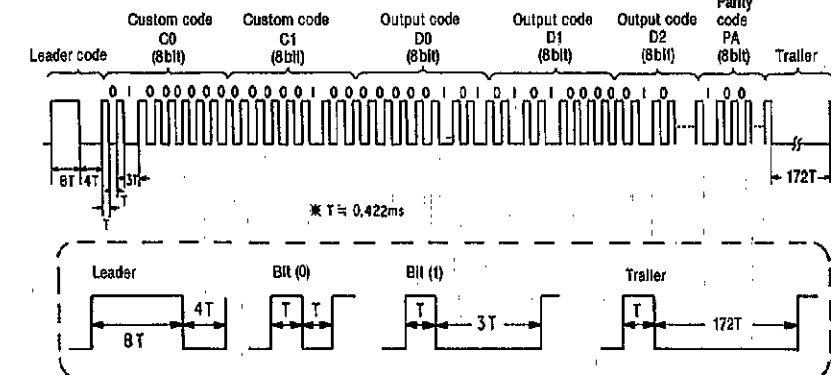 Custom code Custom code Output code Output code Output code Parity code
C0 C1 D0 D1 D2 PA
Leader code (8bit) (8bit) (8bit) (8bit) (8bit) (8bit) Trailer
0 1 0 0 0 0 0 0 0 0 0 0 0 1 0 0 0 0 0 0 0 1 0 1 0 1 0 1 0 0 0 0 0 1 0 1 0 0
8T 4T 3T 172T
T
T
※ T ≒ 0.422ms
Leader Bit (0) Bit (1) Trailer
8T 4T T T T 3T T 172T